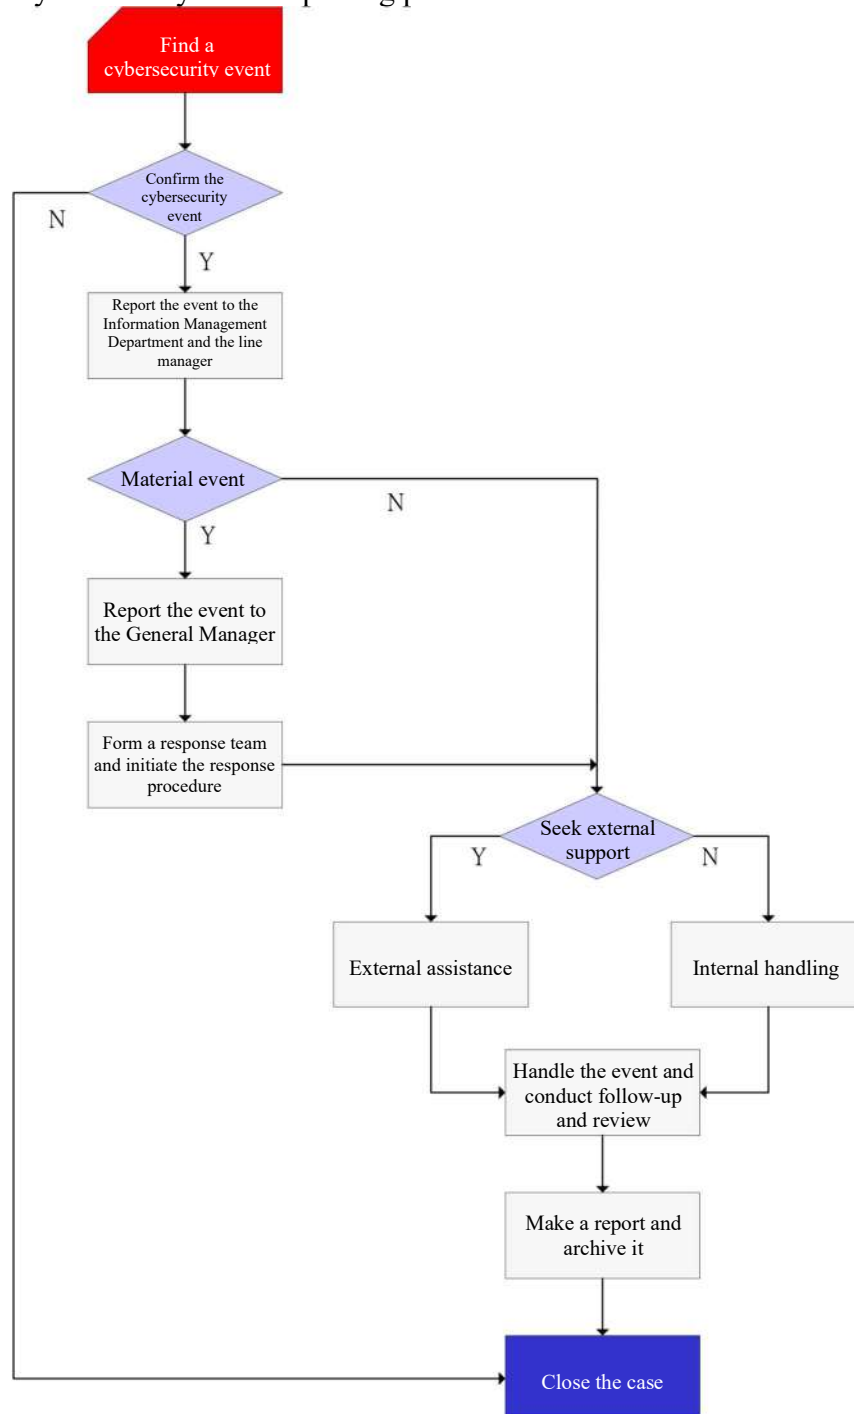 Find a
cybersecurity event
Confirm the
cybersecurity
event
N
Y
Report the event to the
Information Management
Department and the line
manager
Material event
N
Y
Report the event to
the General Manager
Form a response team
and initiate the response
procedure
Seek external
support
Y
N
External assistance
Internal handling
Handle the event and
conduct follow-up
and review
Make a report and
archive it
Close the case